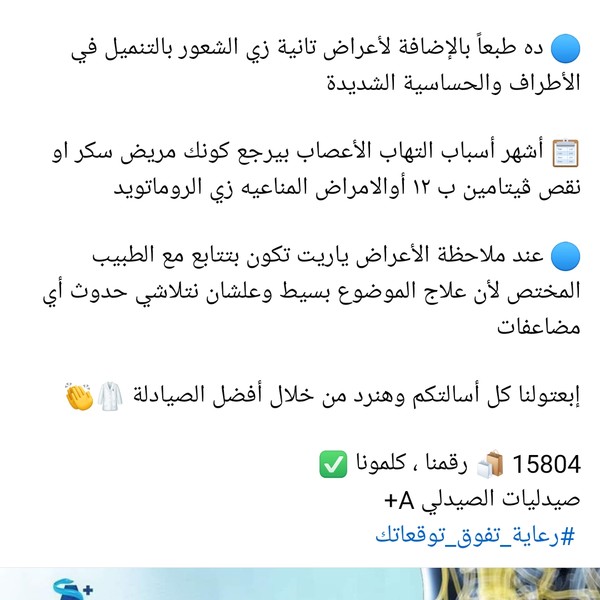 🔵 ده طبعاً بالإضافة لأعراض تانية زي الشعور بالتنميل في
الأطراف والحساسية الشديدة
📋 أشهر أسباب التهاب الأعصاب بيرجع كونك مريض سكر او
نقص ڤيتامين ب ١٢ أوالامراض المناعيه زي الروماتويد
🔵 عند ملاحظة الأعراض ياريت تكون بتتابع مع الطبيب
المختص لأن علاج الموضوع بسيط وعلشان نتلاشي حدوث أي
مضاعفات
إبعتولنا كل أسالتكم وهنرد من خلال أفضل الصيادلة 🥼👏
15804 🛍️ رقمنا ، كلمونا ✅
صيدليات الصيدلي A+
#رعاية_تفوق_توقعاتك